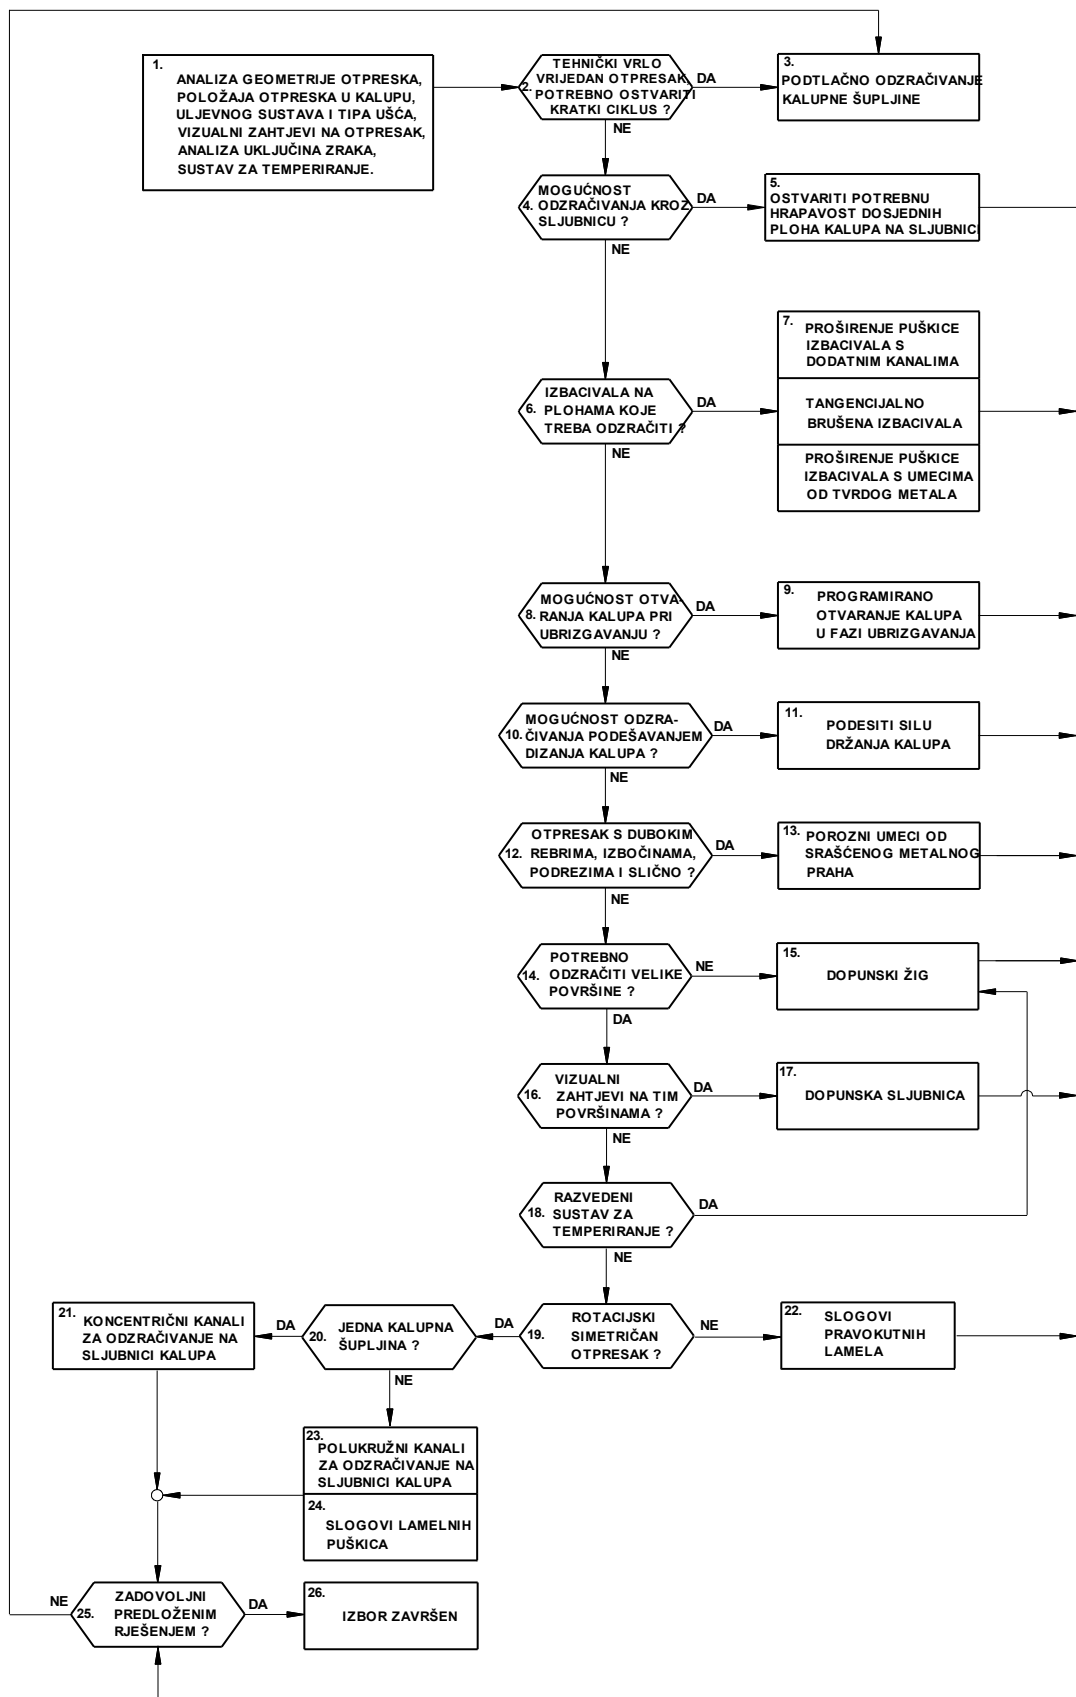 1.
ANALIZA GEOMETRIJE OTPRESKA,
POLOŽAJA OTPRESKA U KALUPU,
ULJEVNOG SUSTAVA I TIPA UŠĆA,
VIZUALNI ZAHTJEVI NA OTPRESAK,
ANALIZA UKLJUČINA ZRAKA,
SUSTAV ZA TEMPERIRANJE.
TEHNIČKI VRLO
VRIJEDAN OTPRESAK,
2. POTREBNO OSTVARITI
KRATKI CIKLUS ?
DA
NE
3.
PODTLAČNO ODZRAČIVANJE
KALUPNE ŠUPLJINE
MOGUĆNOST
4. ODZRAČIVANJA KROZ
SLJUBNICU ?
DA
NE
5.
OSTVARITI POTREBNU
HRAPAVOST DOSJEDNIH
PLOHA KALUPA NA SLJUBNICI
IZBACIVALA NA
6. PLOHAMA KOJE
TREBA ODZRAČITI ?
DA
NE
7.
PROŠIRENJE PUŠKICE
IZBACIVALA S
DODATNIM KANALIMA
TANGENCIJALNO
BRUŠENA IZBACIVALA
PROŠIRENJE PUŠKICE
IZBACIVALA S UMECIMA
OD TVRDOG METALA
MOGUĆNOST OTVA-
8. RANJA KALUPA PRI
UBRIZGAVANJU ?
DA
NE
9.
PROGRAMIRANO
OTVARANJE KALUPA
U FAZI UBRIZGAVANJA
MOGUĆNOST ODZRA-
10. ČIVANJA PODEŠAVANJEM
DIZANJA KALUPA ?
DA
NE
11.
PODESITI SILU
DRŽANJA KALUPA
OTPRESAK S DUBOKIM
12. REBRIMA, IZBOČINAMA,
PODREZIMA I SLIČNO ?
DA
NE
13. POROZNI UMECI OD
SRAŠĆENOG METALNOG
PRAHA
POTREBNO
14. ODZRAČITI VELIKE
POVRŠINE ?
NE
DA
15.
DOPUNSKI ŽIG
VIZUALNI
16. ZAHTJEVI NA TIM
POVRŠINAMA ?
DA
NE
17.
DOPUNSKA SLJUBNICA
RAZVEDENI
18. SUSTAV ZA
TEMPERIRANJE ?
DA
NE
ROTACIJSKI
19. SIMETRIČAN
OTPRESAK ?
DA
NE
22.
SLOGOVI
PRAVOKUTNIH
LAMELA
JEDNA KALUPNA
20. ŠUPLJINA ?
DA
NE
21.
KONCENTRIČNI KANALI
ZA ODZRAČIVANJE NA
SLJUBNICI KALUPA
23.
POLUKRUŽNI KANALI
ZA ODZRAČIVANJE NA
SLJUBNICI KALUPA
24.
SLOGOVI LAMELNIH
PUŠKICA
ZADOVOLJNI
25. PREDLOŽENIM
RJEŠENJEM ?
NE
DA
26.
IZBOR ZAVRŠEN